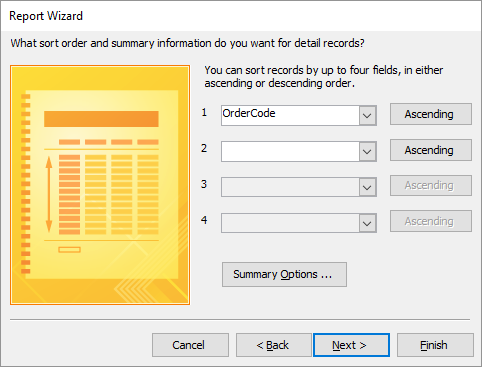 Report Wizard
What sort order and summary information do you want for detail records?
You can sort records by up to four fields, in either
ascending or descending order.
1 OrderCode Ascending
2 Ascending
3 Ascending
4 Ascending
Summary Options ...
Cancel < Back Next > Finish